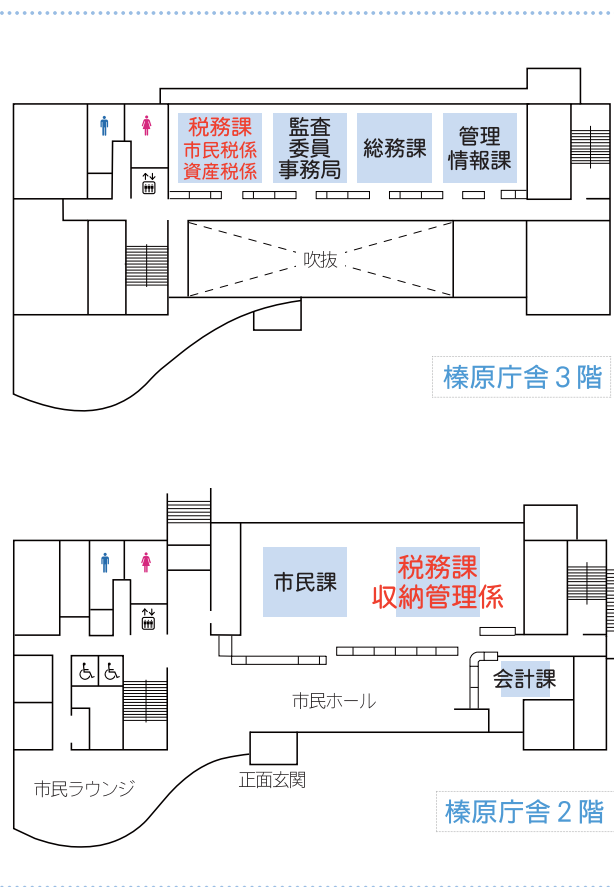 税務課
市民税係
資産税係
監査
委員
事務局
総務課
管理
情報課
吹抜
榛原庁舎3階
市民課
税務課
収納管理係
会計課
市民ホール
正面玄関
市民ラウンジ
榛原庁舎2階